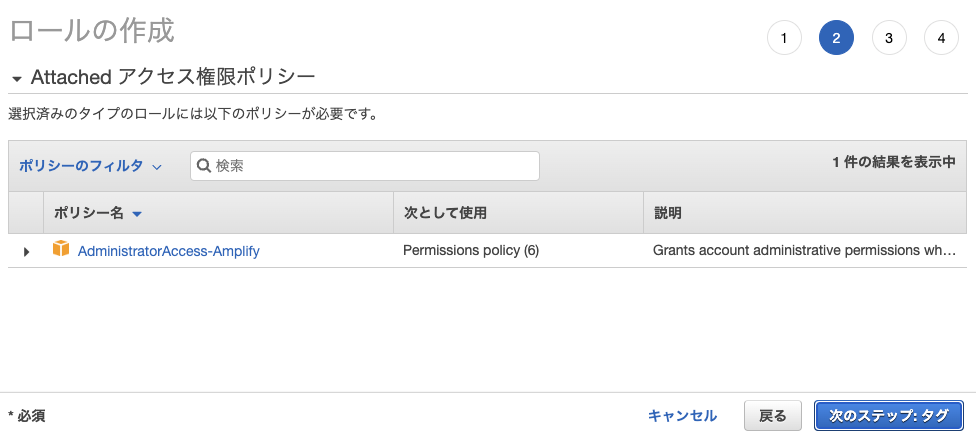 ロールの作成
1 2 3 4
Attached アクセス権限ポリシー
選択済みのタイプのロールには以下のポリシーが必要です。
ポリシーのフィルタ 検索 1 件の結果を表示中
ポリシー名 次として使用 説明
AdministratorAccess-Amplify Permissions policy (6) Grants account administrative permissions wh…
* 必須 キャンセル 戻る 次のステップ: タグ